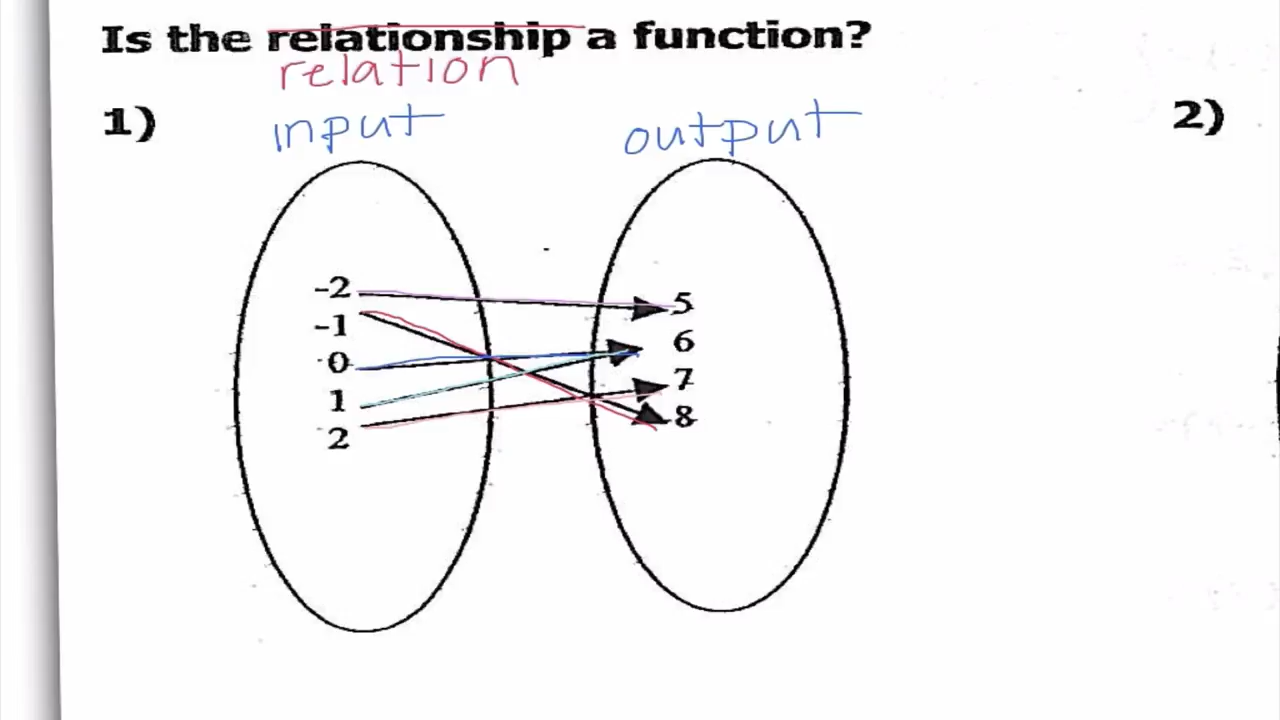 Is the relationship a function?
relation
1)
input
output
2)
-2
-1
0
1
2
5
6
7
8